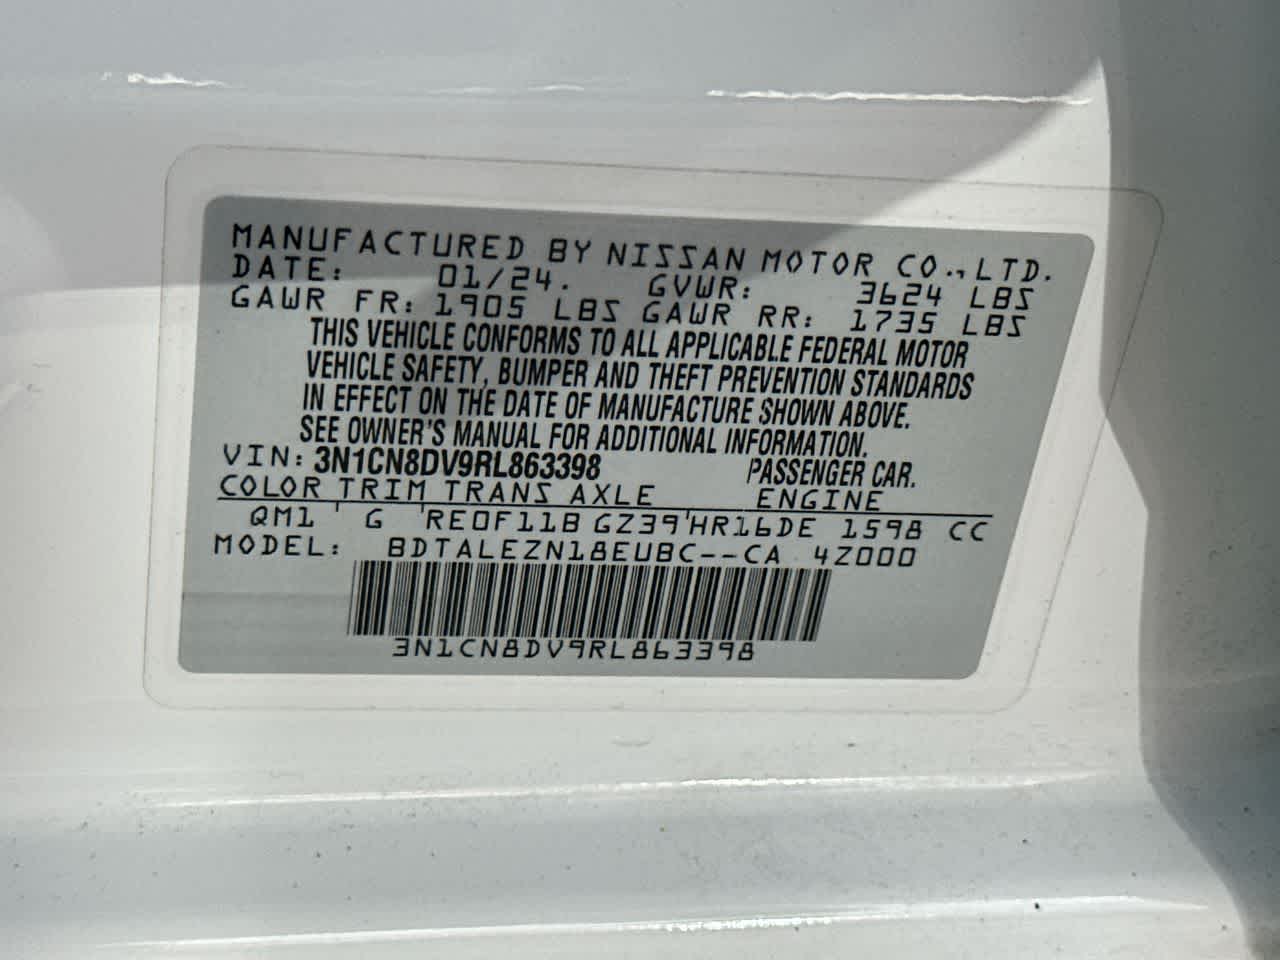 MANUFACTURED BY NISSAN MOTOR CO.,LTD.
DATE: 01/24. GVWR: 3624 LBS
GAWR FR: 1905 LBS GAWR RR: 1735 LBS
THIS VEHICLE CONFORMS TO ALL APPLICABLE FEDERAL MOTOR
VEHICLE SAFETY, BUMPER AND THEFT PREVENTION STANDARDS
IN EFFECT ON THE DATE OF MANUFACTURE SHOWN ABOVE.
SEE OWNER'S MANUAL FOR ADDITIONAL INFORMATION.
VIN: 3N1CN8DV9RL863398 PASSENGER CAR.
COLOR TRIM TRANS AXLE ENGINE
QM1 ' G 'RE0F11B GZ39'HR16DE 1598 CC
MODEL: BDTALEZN18EUBC--CA 4Z000
3N1CN8DV9RL863398